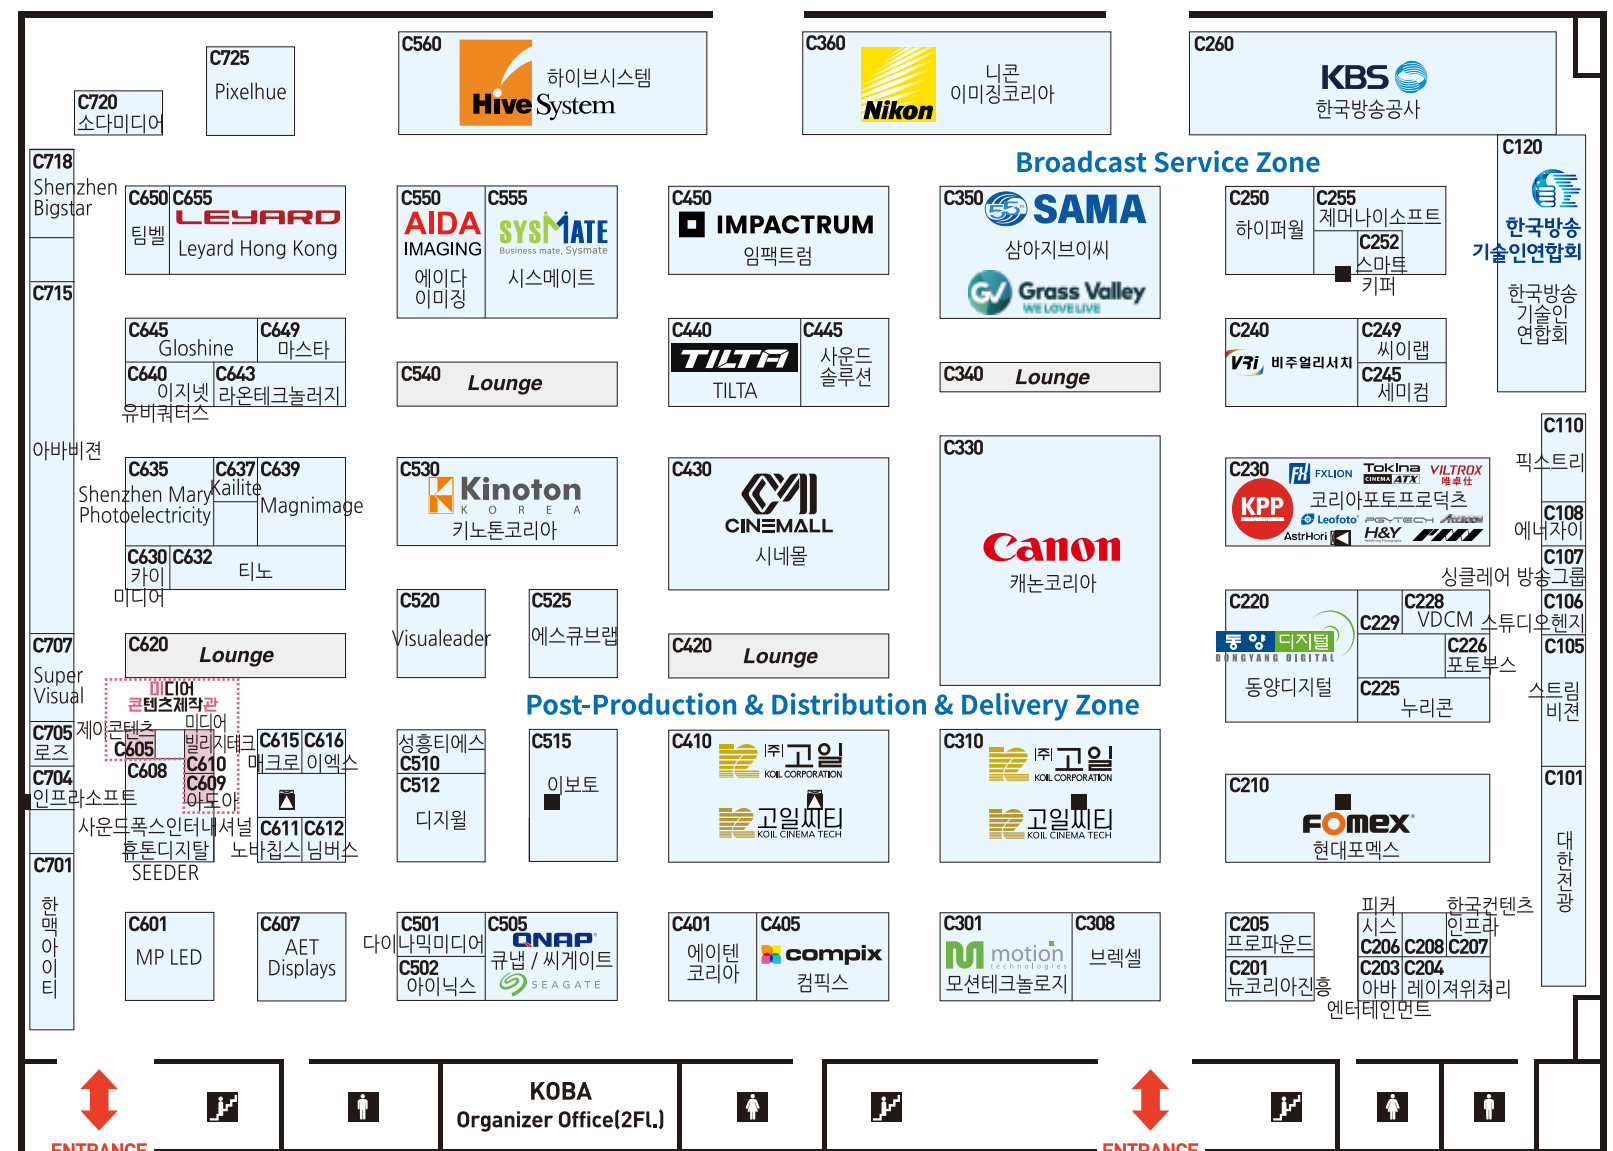 C725
Pixelhue
C720
소다미디어
C560
Hive System
하이브시스템
C360
Nikon
니콘
이미징코리아
C260
KBS
한국방송공사
Broadcast Service Zone
C718
Shenzhen
Bigstar
C650
팀벨
C655
LEYARD
Leyard Hong Kong
C550
AIDA
IMAGING
에이다
이미징
C555
SYSMATE
Business mate, Sysmate
시스메이트
C450
IMPACTRUM
임팩트럼
C350
55th SAMA
삼아지브이씨
GV Grass Valley
WE LOVE LIVE
C250
하이퍼월
C255
제머나이소프트
C252
스마트
키퍼
C120
한국방송
기술인연합회
한국방송
기술인
연합회
C715
아바비젼
C645
Gloshine
C649
마스타
C640
이지넷
유비쿼터스
C643
라온테크놀러지
C540
Lounge
C440
TILTA
TILTA
C445
사운드
솔루션
C340
Lounge
C240
VRi 비주얼리서치
C249
씨이랩
C245
세미컴
C110
픽스트리
C635
Shenzhen Mary
Photoelectricity
C637
Kailite
C639
Magnimage
C530
Kinoton
KOREA
키노톤코리아
C430
CINEMALL
시네몰
C330
Canon
캐논코리아
C230
FXLION
Tokina
CINEMA ATX
VILTROX
唯卓仕
KPP
코리아포토프로덕츠
Leofoto
PGYTECH
AstrHori
H&Y
C108
에너자이
C107
싱클레어 방송그룹
C630
카이
미디어
C632
티노
C520
Visualeader
C525
에스큐브랩
C220
동양디지털
DONGYANG DIGITAL
동양디지털
C229
C228
VDCM
C226
포토부스
C225
누리콘
C106
스튜디오헨지
C105
스트림
비젼
C707
Super
Visual
C620
Lounge
C420
Lounge
Post-Production & Distribution & Delivery Zone
미디어
콘텐츠제작관
제이콘텐츠
C605
미디어
빌리지테크
C610
C609
아도아
C608
사운드폭스인터내셔널
휴톤디지탈
SEEDER
C705
로즈
C704
인프라소프트
C615
매크로
C616
이엑스
C611
노바칩스
C612
님버스
성흥티에스
C510
C512
디지윌
C515
이보토
C410
㈜고일
KOIL CORPORATION
고일씨티
KOIL CINEMA TECH
C310
㈜고일
KOIL CORPORATION
고일씨티
KOIL CINEMA TECH
C210
FOMEX
현대포멕스
C101
대한전광
C701
한맥아이티
C601
MP LED
C607
AET
Displays
C501
다이나믹미디어
C502
아이닉스
C505
QNAP
큐냅 / 씨게이트
SEAGATE
C401
에이텐
코리아
C405
compix
컴픽스
C301
motion
technologies
모션테크놀로지
C308
브렉셀
C205
프로파운드
C201
뉴코리아진흥
피커
시스
C206
C208
한국컨텐츠
인프라
C207
C203
아바
엔터테인먼트
C204
레이져위쳐리
KOBA
Organizer Office(2FL.)
ENTRANCE
ENTRANCE